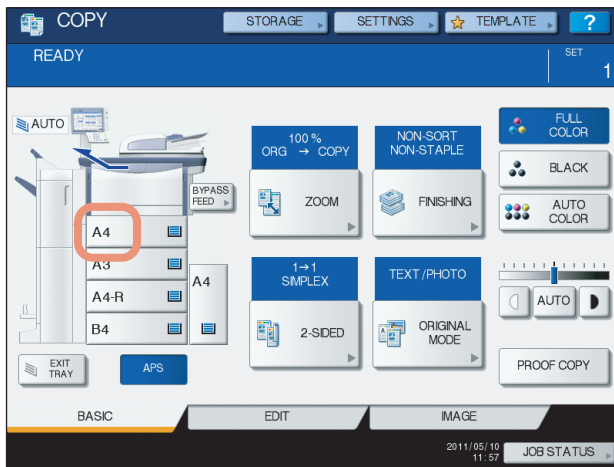 COPY
STORAGE
SETTINGS
TEMPLATE
?
READY
SET
1
AUTO
BYPASS
FEED
A4
A3
A4-R
B4
A4
EXIT
TRAY
APS
100 %
ORG → COPY
ZOOM
NON-SORT
NON-STAPLE
FINISHING
1→1
SIMPLEX
2-SIDED
TEXT/PHOTO
ORIGINAL
MODE
FULL
COLOR
BLACK
AUTO
COLOR
AUTO
PROOF COPY
BASIC
EDIT
IMAGE
2011/05/10
11:57
JOB STATUS